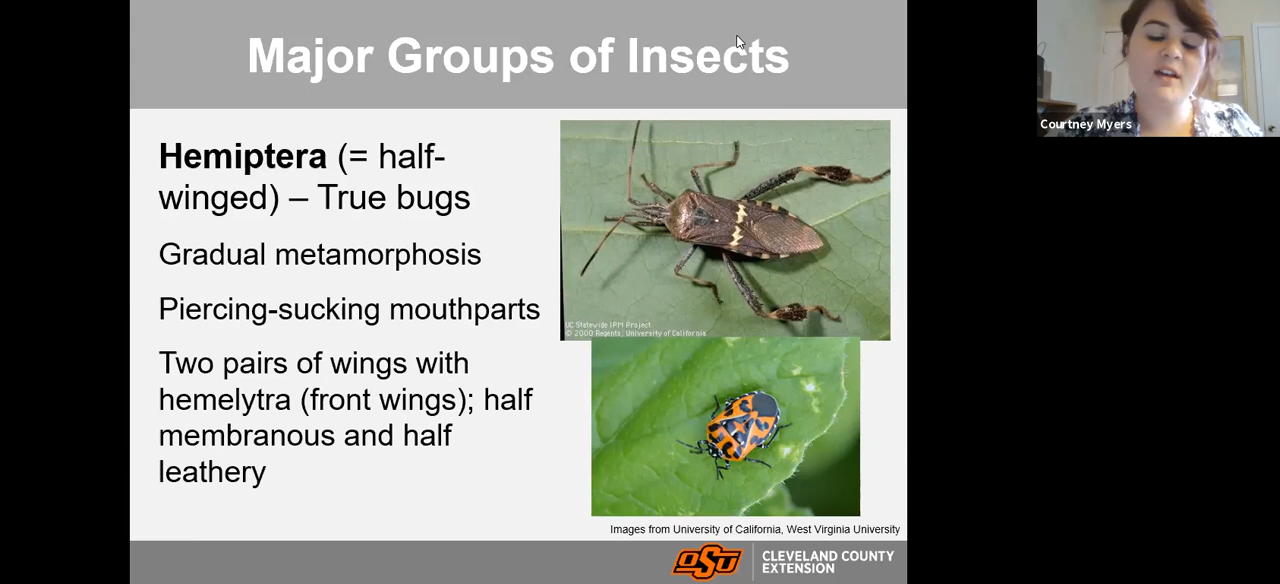 Major Groups of Insects
Courtney Myers
Hemiptera (= half-
winged) – True bugs
Gradual metamorphosis
Piercing-sucking mouthparts
Two pairs of wings with
hemelytra (front wings); half
membranous and half
leathery
UC Statewide IPM Project
© 2000 Regents, University of California
Images from University of California, West Virginia University
OSU
CLEVELAND COUNTY
EXTENSION